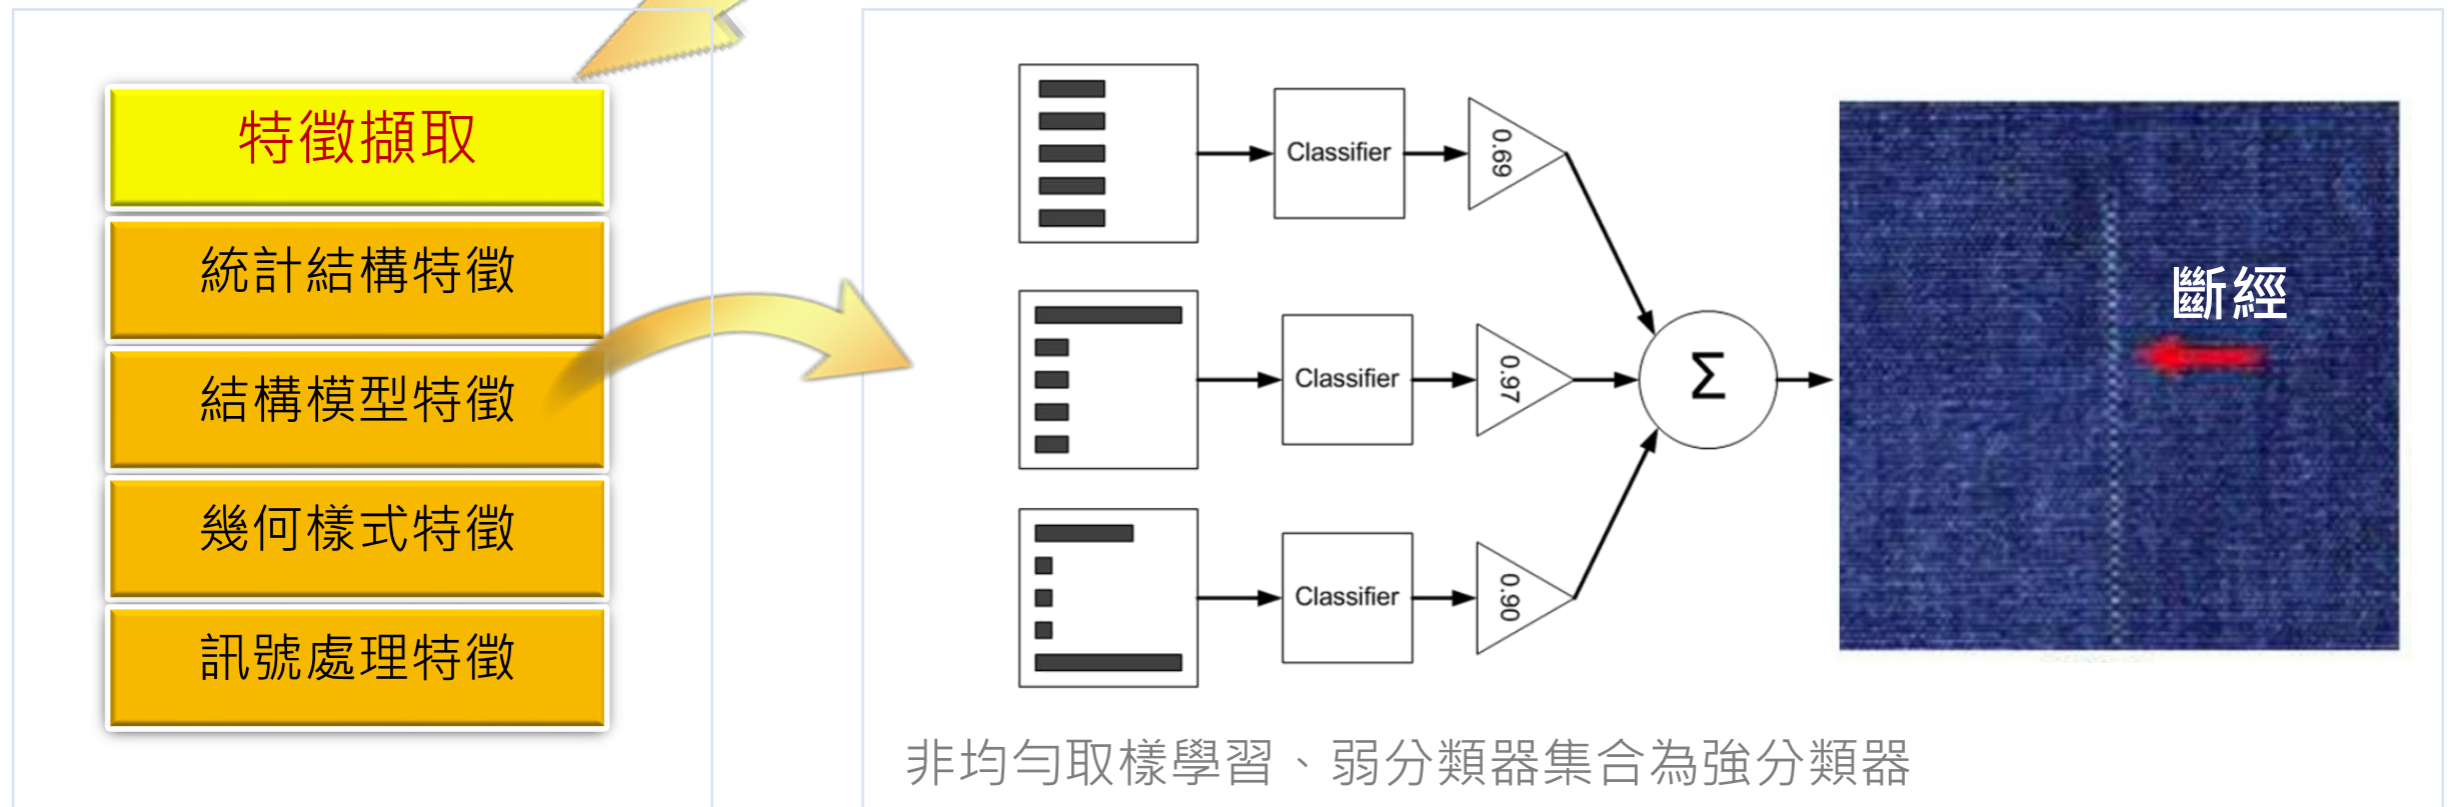 特徵擷取
統計結構特徵
結構模型特徵
幾何樣式特徵
訊號處理特徵
Classifier
0.69
Classifier
0.97
Classifier
0.90
Σ
斷經
非均勻取樣學習、弱分類器集合為強分類器